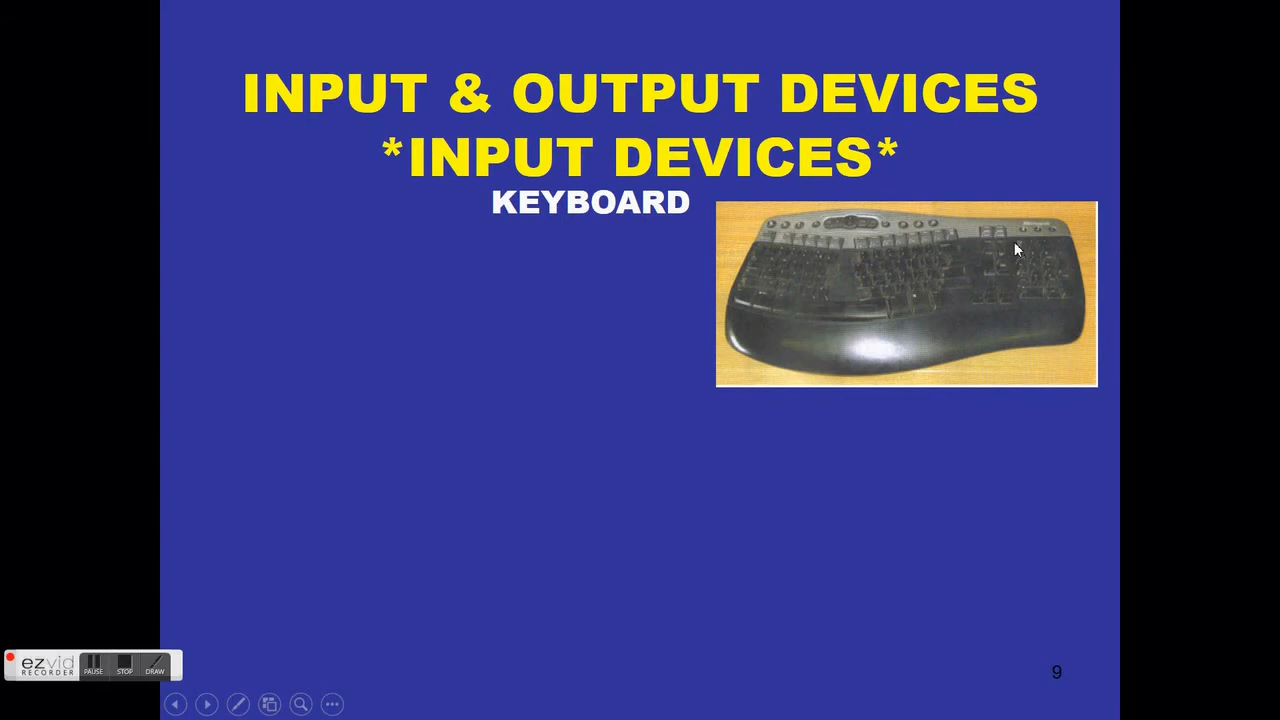 INPUT & OUTPUT DEVICES
*INPUT DEVICES*
KEYBOARD
ezvid
RECORDER
PAUSE
STOP
DRAW
9